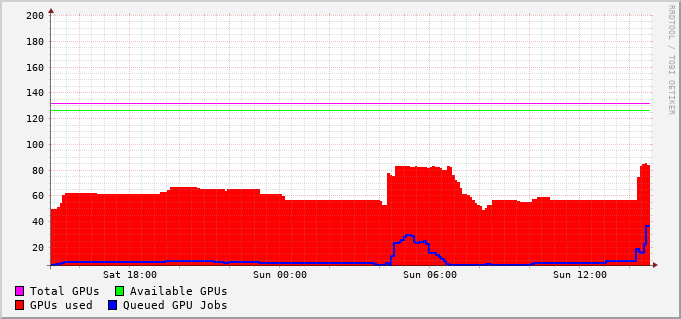 200
180
160
140
120
100
80
60
40
20
Sat 18:00 Sun 00:00 Sun 06:00 Sun 12:00
Total GPUs Available GPUs
GPUs used Queued GPU Jobs
RRDTOOL / TOBI OETIKER